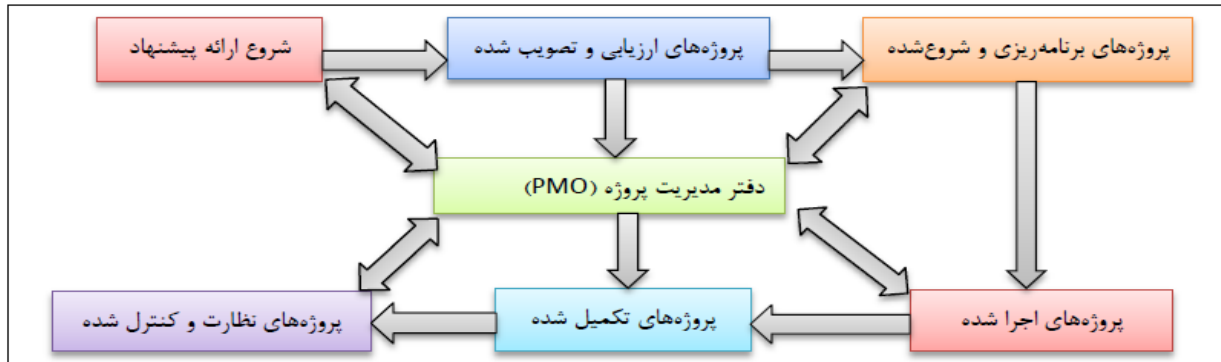 شروع ارائه پیشنهاد
پروژه‌های ارزیابی و تصویب شده
پروژه‌های برنامه‌ریزی و شروع‌شده
دفتر مدیریت پروژه (PMO)
پروژه‌های اجرا شده
پروژه‌های تکمیل شده
پروژه‌های نظارت و کنترل شده